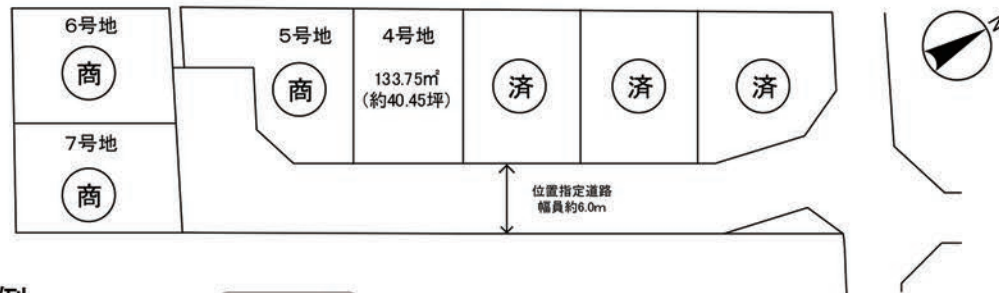 6号地
商
7号地
商
5号地
商
4号地
133.75㎡
(約40.45坪)
済
済
済
位置指定道路
幅員約6.0m
N